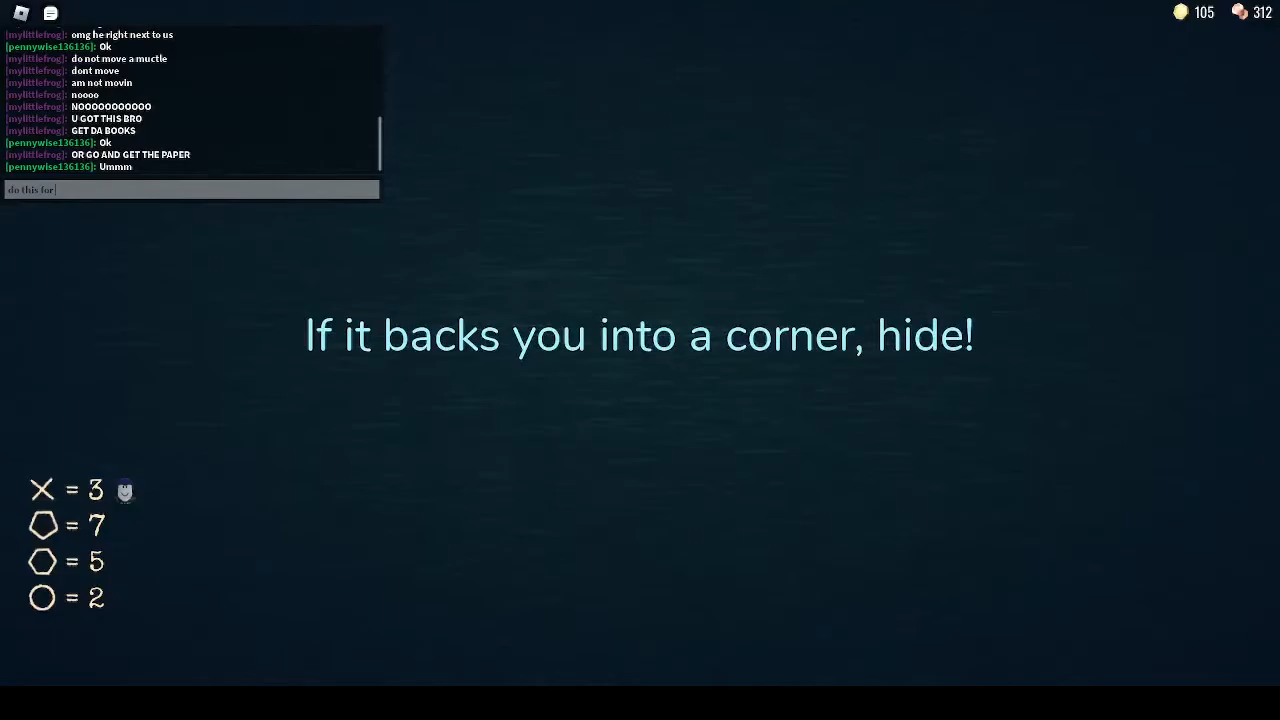 105
312
[mylittlefrog]: omg he right next to us
[pennywise136136]: Ok
[mylittlefrog]: do not move a muctle
[mylittlefrog]: dont move
[mylittlefrog]: am not movin
[mylittlefrog]: noooo
[mylittlefrog]: NOOOOOOOOOOO
[mylittlefrog]: U GOT THIS BRO
[mylittlefrog]: GET DA BOOKS
[pennywise136136]: Ok
[mylittlefrog]: OR GO AND GET THE PAPER
[pennywise136136]: Ummm
do this for
If it backs you into a corner, hide!
= 3
= 7
= 5
= 2